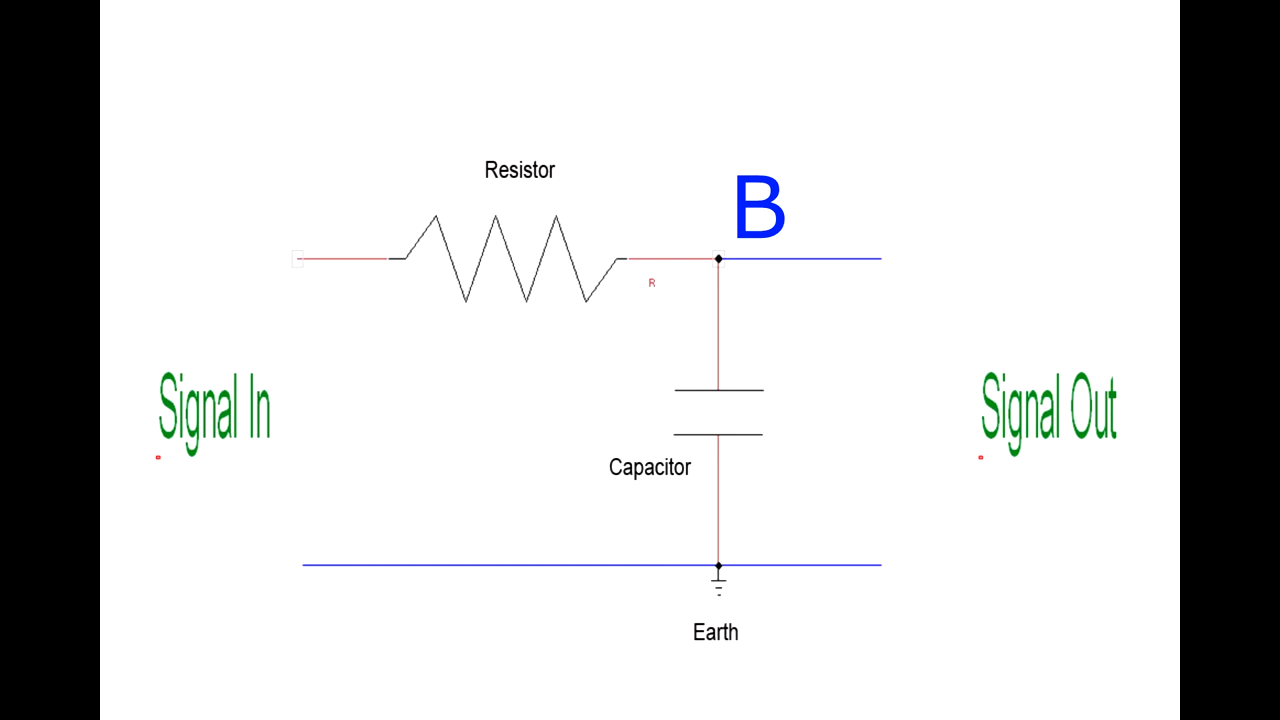 Resistor
B
R
Signal In
Signal Out
Capacitor
Earth